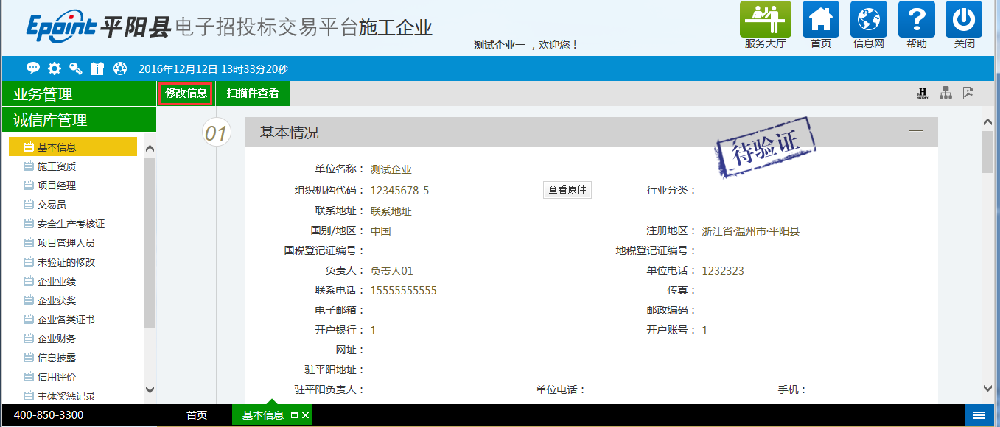 Epoint 平阳县 电子招投标交易平台施工企业
测试企业一 ，欢迎您！
服务大厅 首页 信息网 帮助 关闭
2016年12月12日 13时33分20秒
业务管理
修改信息 扫描件查看
H
诚信库管理
基本信息
施工资质
项目经理
交易员
安全生产考核证
项目管理人员
未验证的修改
企业业绩
企业获奖
企业各类证书
企业财务
信息披露
信用评价
主体奖惩记录
01 基本情况
待验证
单位名称： 测试企业一
组织机构代码： 12345678-5 查看原件 行业分类：
联系地址： 联系地址
国别/地区： 中国 注册地区： 浙江省·温州市·平阳县
国税登记证编号： 地税登记证编号：
负责人： 负责人01 单位电话： 1232323
联系电话： 15555555555 传真：
电子邮箱： 邮政编码：
开户银行： 1 开户账号： 1
网址：
驻平阳地址：
驻平阳负责人： 单位电话： 手机：
400-850-3300 首页 基本信息